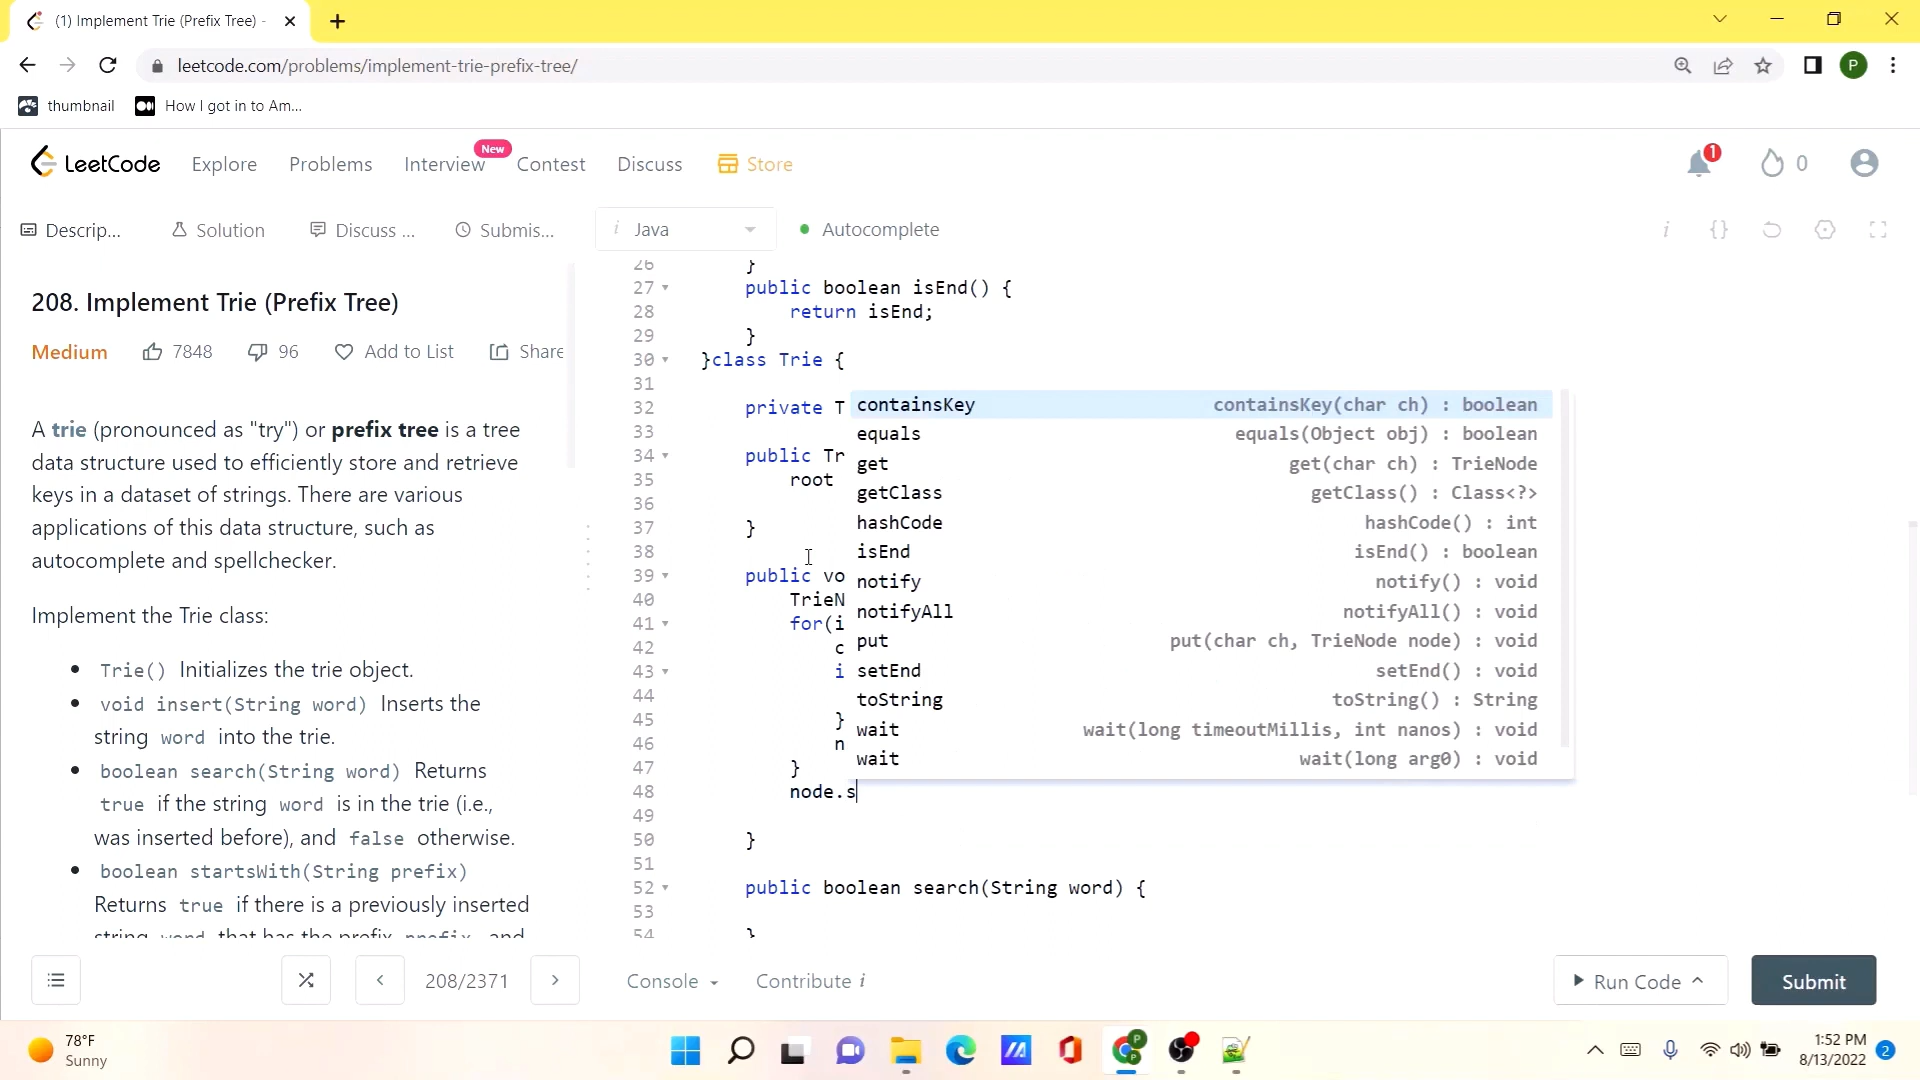 (1) Implement Trie (Prefix Tree) -
leetcode.com/problems/implement-trie-prefix-tree/
P
thumbnail
How I got in to Am...
LeetCode
Explore
Problems
Interview
New
Contest
Discuss
Store
1
0
Descrip...
Solution
Discuss ...
Submis...
i Java
Autocomplete
i
{}
208. Implement Trie (Prefix Tree)
Medium
7848
96
Add to List
Share
A trie (pronounced as "try") or prefix tree is a tree
data structure used to efficiently store and retrieve
keys in a dataset of strings. There are various
applications of this data structure, such as
autocomplete and spellchecker.
Implement the Trie class:
Trie() Initializes the trie object.
void insert(String word) Inserts the
string word into the trie.
boolean search(String word) Returns
true if the string word is in the trie (i.e.,
was inserted before), and false otherwise.
boolean startsWith(String prefix)
Returns true if there is a previously inserted
string word that has the prefix prefix, and
26 }
27 public boolean isEnd() {
28 return isEnd;
29 }
30 }class Trie {
31
32 private T
33
34 public Tr
35 root
36
37 }
38
39 public vo
40 TrieN
41 for(i
42 c
43 i
44
45 }
46 n
47 }
48 node.s
49
50 }
51
52 public boolean search(String word) {
53
54 }
containsKey containsKey(char ch) : boolean
equals equals(Object obj) : boolean
get get(char ch) : TrieNode
getClass getClass() : Class<?>
hashCode hashCode() : int
isEnd isEnd() : boolean
notify notify() : void
notifyAll notifyAll() : void
put put(char ch, TrieNode node) : void
setEnd setEnd() : void
toString toString() : String
wait wait(long timeoutMillis, int nanos) : void
wait wait(long arg0) : void
208/2371
Console
Contribute i
Run Code
Submit
78°F
Sunny
P
P
1:52 PM
8/13/2022
2